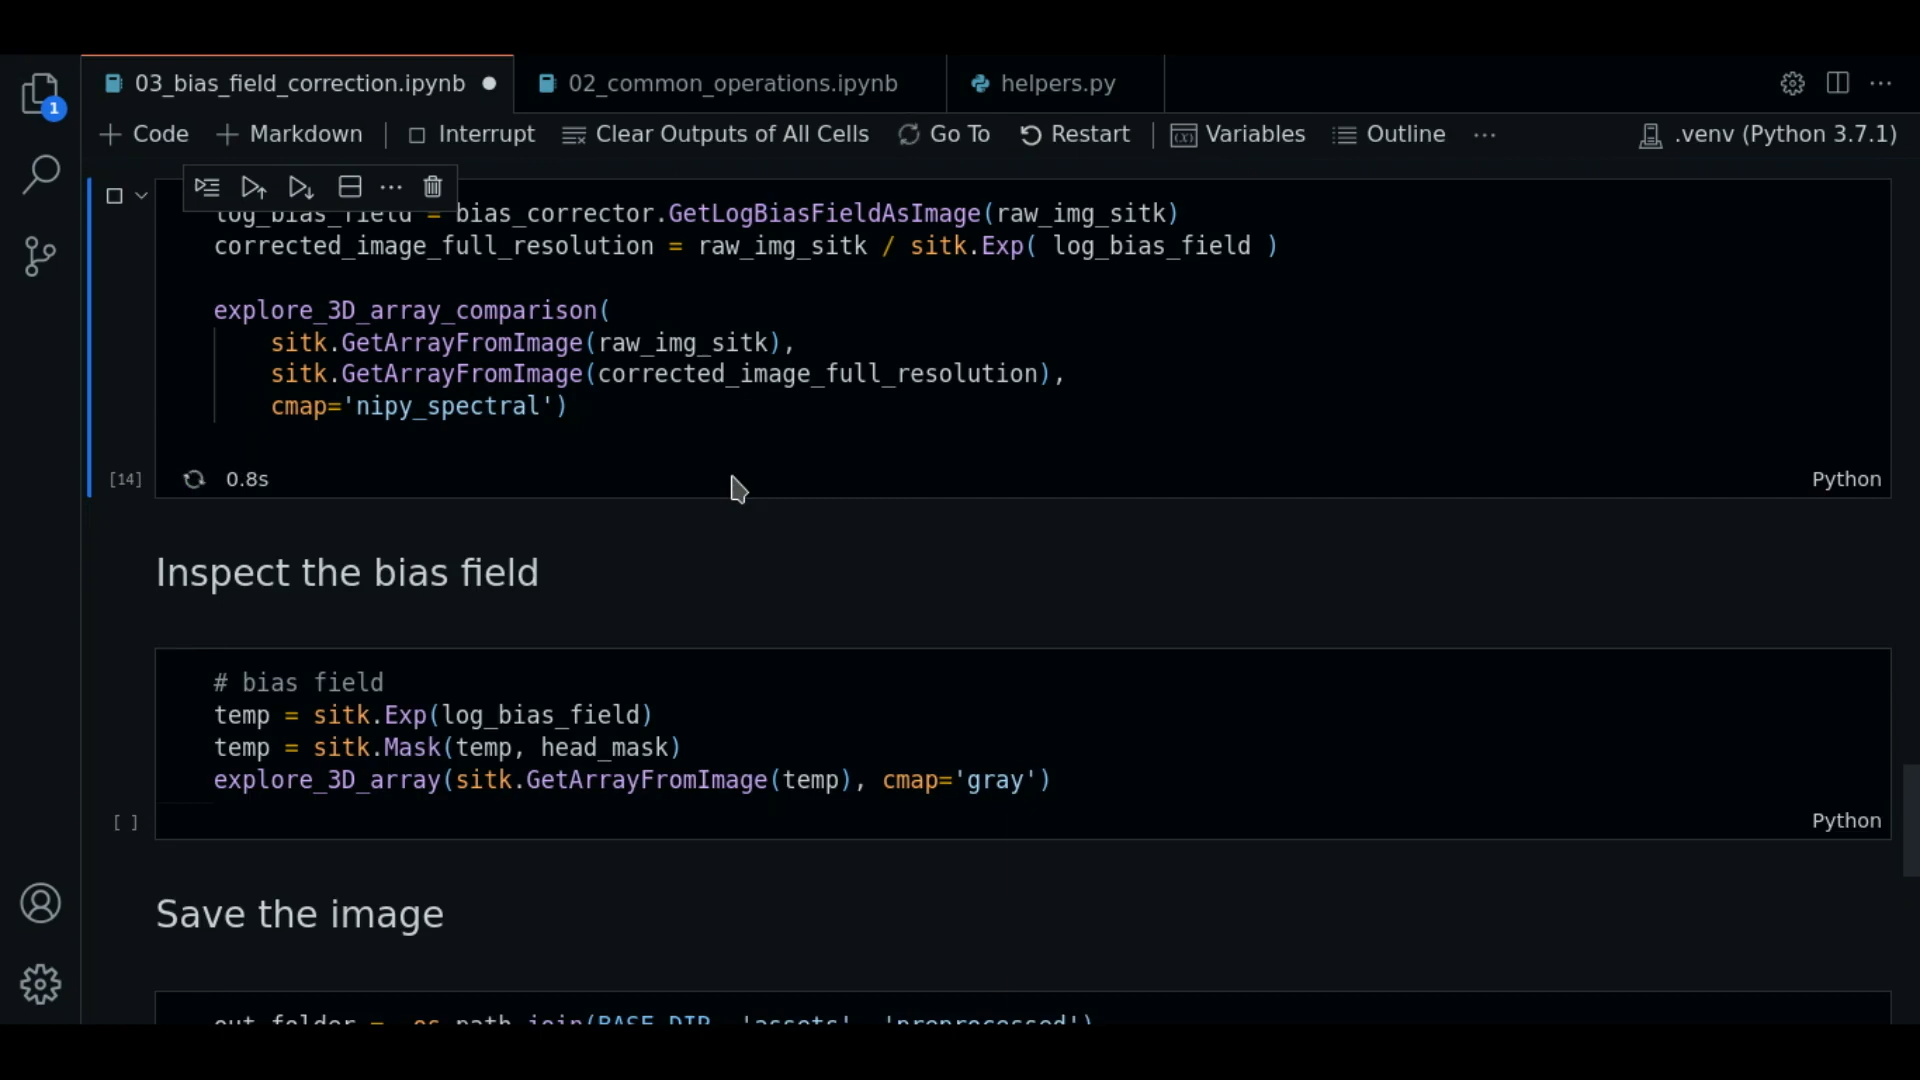 03_bias_field_correction.ipynb
02_common_operations.ipynb
helpers.py
1
Code
Markdown
Interrupt
Clear Outputs of All Cells
Go To
Restart
Variables
Outline
.venv (Python 3.7.1)
log_bias_field = bias_corrector.GetLogBiasFieldAsImage(raw_img_sitk)
corrected_image_full_resolution = raw_img_sitk / sitk.Exp( log_bias_field )
explore_3D_array_comparison(
sitk.GetArrayFromImage(raw_img_sitk),
sitk.GetArrayFromImage(corrected_image_full_resolution),
cmap='nipy_spectral')
[14] 0.8s Python
Inspect the bias field
# bias field
temp = sitk.Exp(log_bias_field)
temp = sitk.Mask(temp, head_mask)
explore_3D_array(sitk.GetArrayFromImage(temp), cmap='gray')
[ ] Python
Save the image
out_folder = os.path.join(BASE_DIR, 'assets', 'preprocessed')